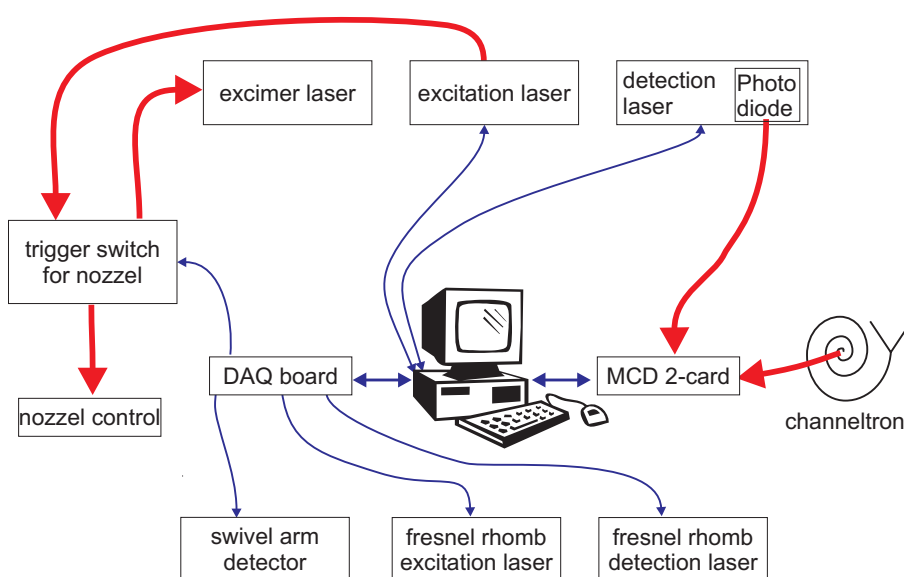 excimer laser
excitation laser
detection
laser
Photo
diode
trigger switch
for nozzel
DAQ board
MCD 2-card
nozzel control
channeltron
swivel arm
detector
fresnel rhomb
excitation laser
fresnel rhomb
detection laser